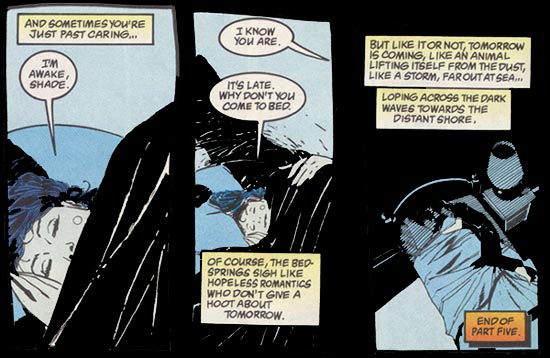 AND SOMETIMES YOU'RE
JUST PAST CARING...
I'M
AWAKE,
SHADE.
I KNOW
YOU ARE.
IT'S LATE.
WHY DON'T YOU
COME TO BED.
OF COURSE, THE BED-
SPRINGS SIGH LIKE
HOPELESS ROMANTICS
WHO DON'T GIVE A
HOOT ABOUT
TOMORROW.
BUT LIKE IT OR NOT, TOMORROW
IS COMING, LIKE AN ANIMAL
LIFTING ITSELF FROM THE DUST,
LIKE A STORM, FAR OUT AT SEA...
LOPING ACROSS THE DARK
WAVES TOWARDS THE
DISTANT SHORE.
END OF
PART FIVE.